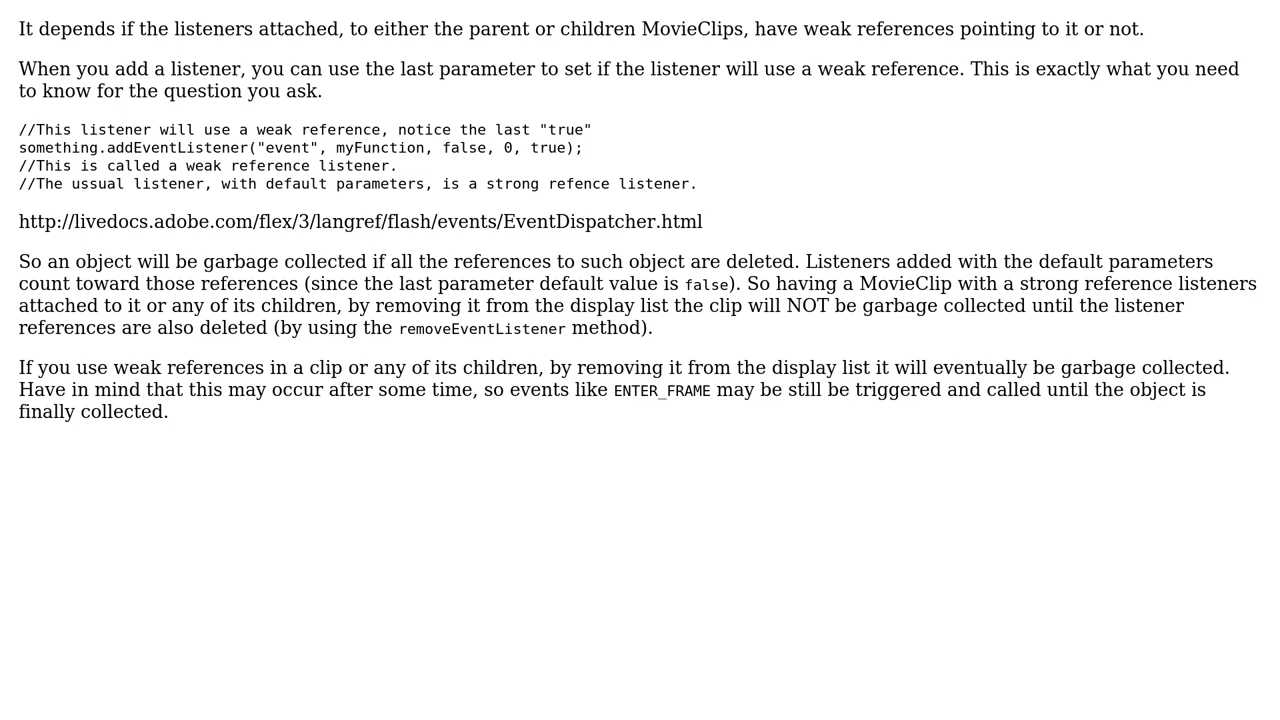 It depends if the listeners attached, to either the parent or children MovieClips, have weak references pointing to it or not.
When you add a listener, you can use the last parameter to set if the listener will use a weak reference. This is exactly what you need
to know for the question you ask.
//This listener will use a weak reference, notice the last "true"
something.addEventListener("event", myFunction, false, 0, true);
//This is called a weak reference listener.
//The ussual listener, with default parameters, is a strong refence listener.
http://livedocs.adobe.com/flex/3/langref/flash/events/EventDispatcher.html
So an object will be garbage collected if all the references to such object are deleted. Listeners added with the default parameters
count toward those references (since the last parameter default value is false). So having a MovieClip with a strong reference listeners
attached to it or any of its children, by removing it from the display list the clip will NOT be garbage collected until the listener
references are also deleted (by using the removeEventListener method).
If you use weak references in a clip or any of its children, by removing it from the display list it will eventually be garbage collected.
Have in mind that this may occur after some time, so events like ENTER_FRAME may be still be triggered and called until the object is
finally collected.